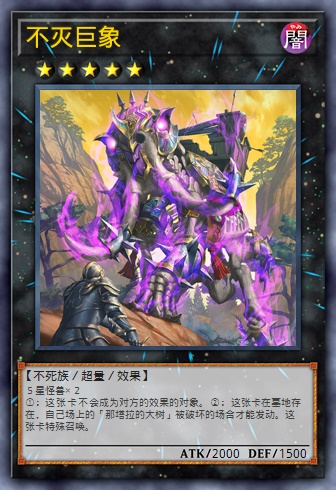 不灭巨象
闇
【不死族／超量／效果】
５星怪兽×２
①：这张卡不会成为对方的效果的对象。②：这张卡在墓地存
在，自己场上的「那塔拉的大树」被破坏的场合才能发动。这
张卡特殊召唤。
ATK/2000 DEF/1500